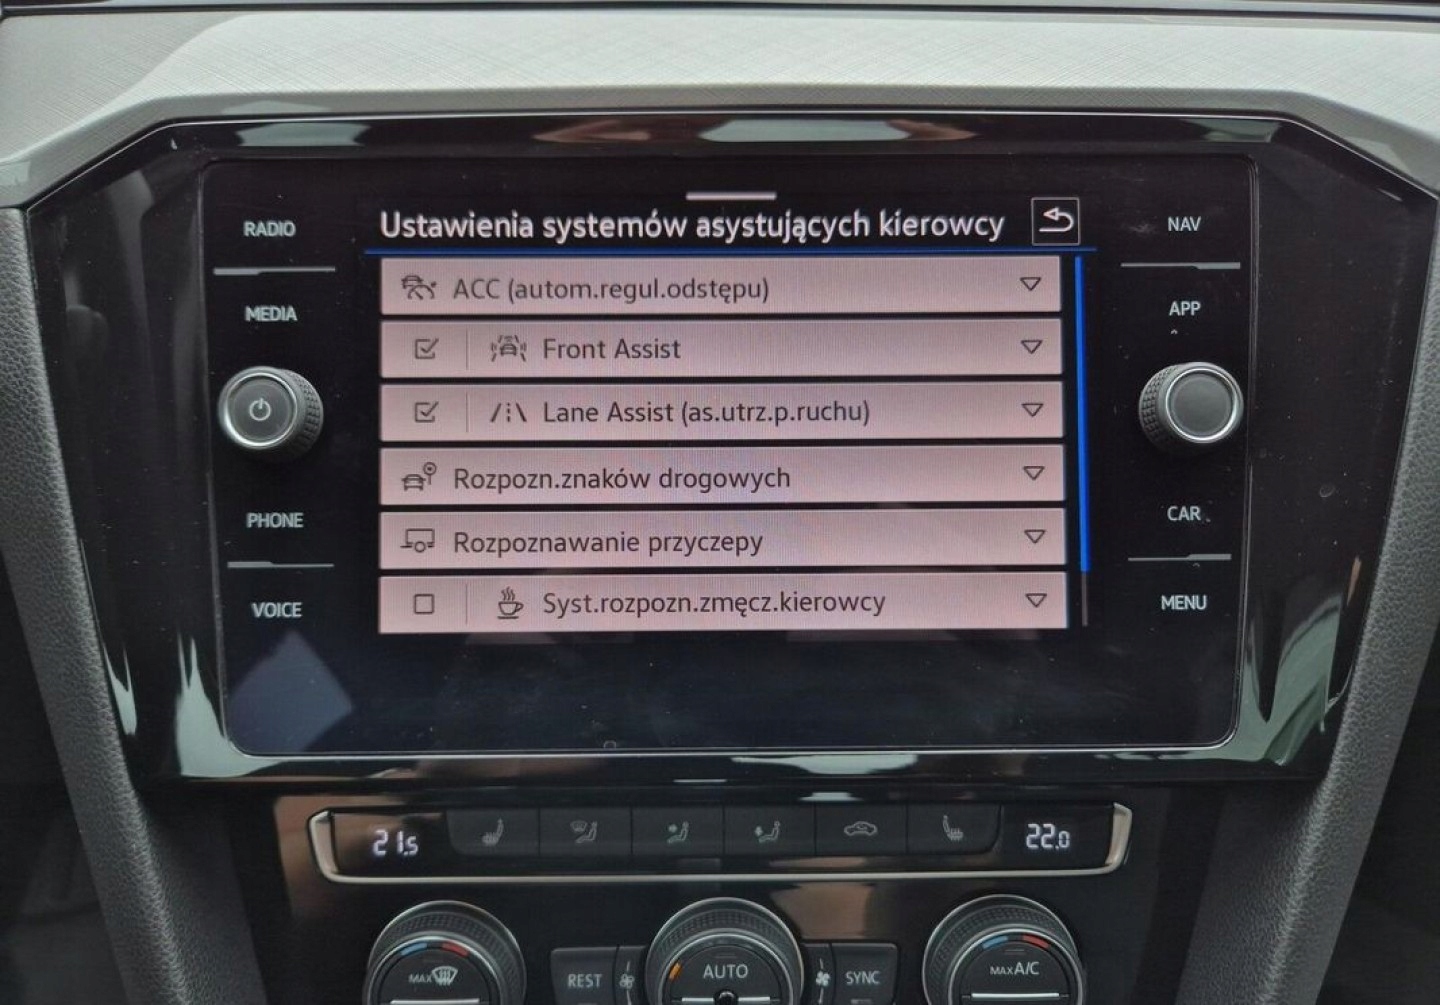 Ustawienia systemów asystujących kierowcy
RADIO
NAV
ACC (autom.regul.odstępu)
MEDIA
APP
Front Assist
Lane Assist (as.utrz.p.ruchu)
Rozpozn.znaków drogowych
PHONE
CAR
Rozpoznawanie przyczepy
VOICE
Syst.rozpozn.zmęcz.kierowcy
MENU
21.5
22.0
MAX
REST
AUTO
SYNC
MAX A/C